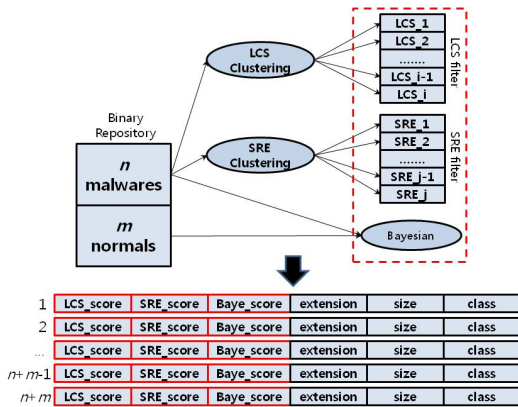 Binary
Repository
n
malwares
m
normals
LCS
Clustering
SRE
Clustering
LCS_1
LCS_2
.......
LCS_i-1
LCS_i
LCS filter
SRE_1
SRE_2
.......
SRE_j-1
SRE_j
SRE filter
Bayesian
1 LCS_score SRE_score Baye_score extension size class
2 LCS_score SRE_score Baye_score extension size class
... LCS_score SRE_score Baye_score extension size class
n+m-1 LCS_score SRE_score Baye_score extension size class
n+m LCS_score SRE_score Baye_score extension size class